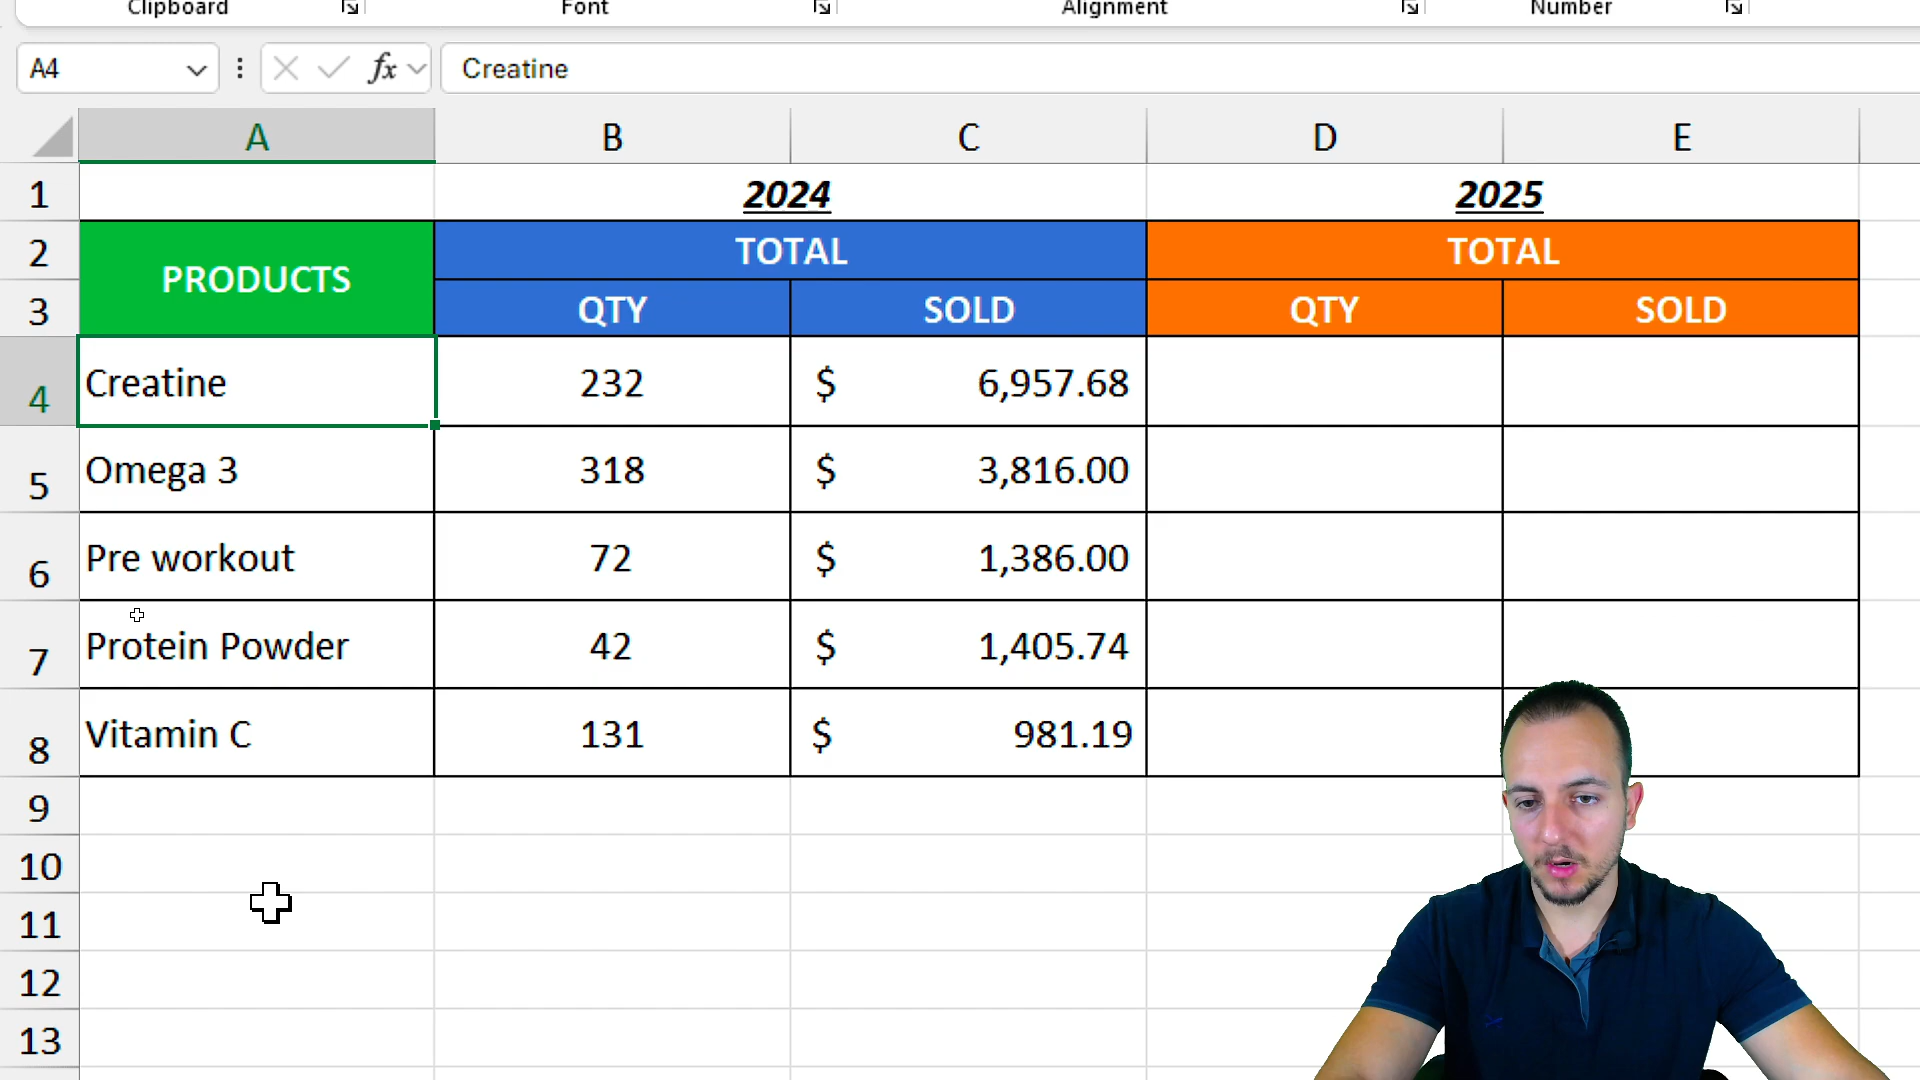 Clipboard Font Alignment Number
A4 fx Creatine
A B C D E
1 2024 2025
2 PRODUCTS TOTAL TOTAL
3 QTY SOLD QTY SOLD
4 Creatine 232 $ 6,957.68
5 Omega 3 318 $ 3,816.00
6 Pre workout 72 $ 1,386.00
7 Protein Powder 42 $ 1,405.74
8 Vitamin C 131 $ 981.19
9
10
11
12
13